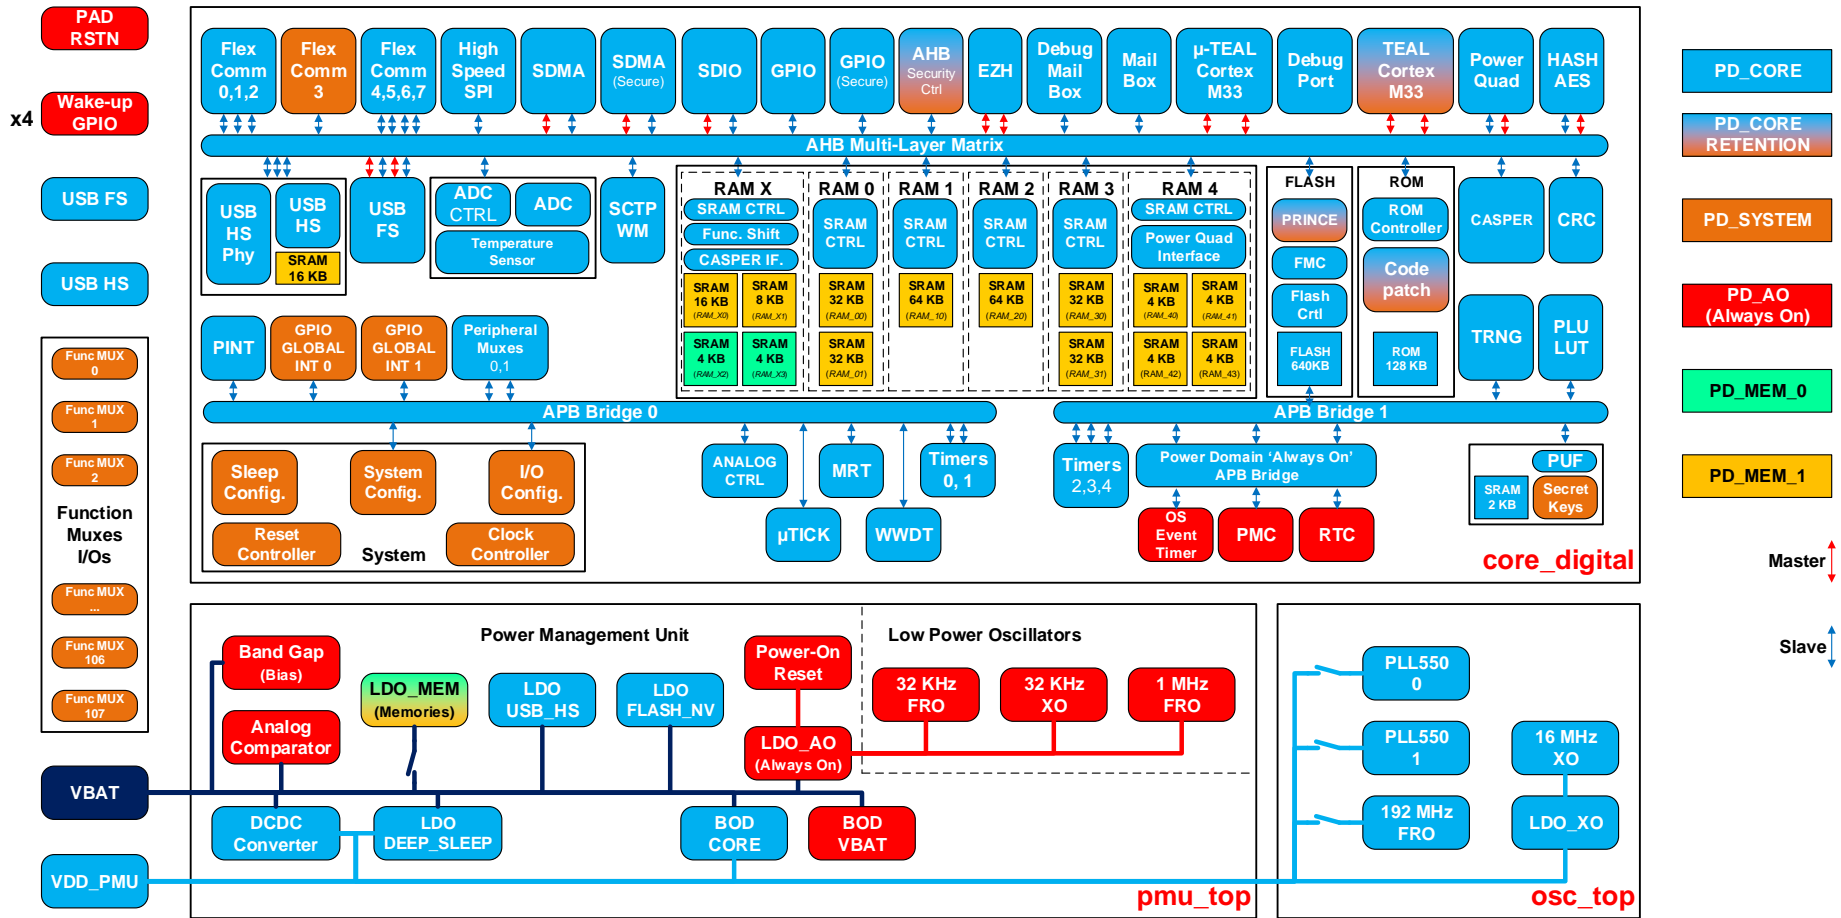 PAD
RSTN
x4
Wake-up
GPIO
USB FS
USB HS
Func MUX
0
Func MUX
1
Func MUX
2
Function
Muxes
I/Os
Func MUX
...
Func MUX
106
Func MUX
107
VBAT
VDD_PMU
Flex
Comm
0,1,2
Flex
Comm
3
Flex
Comm
4,5,6,7
High
Speed
SPI
SDMA
SDMA
(Secure)
SDIO
GPIO
GPIO
(Secure)
AHB
Security
Ctrl
EZH
Debug
Mail
Box
Mail
Box
µ-TEAL
Cortex
M33
Debug
Port
TEAL
Cortex
M33
Power
Quad
HASH
AES
AHB Multi-Layer Matrix
USB
HS
Phy
USB
HS
SRAM
16 KB
USB
FS
ADC
CTRL
ADC
Temperature
Sensor
SCTP
WM
RAM X
SRAM CTRL
Func. Shift
CASPER IF.
SRAM
16 KB
(RAM_X0)
SRAM
8 KB
(RAM_X1)
SRAM
4 KB
(RAM_X2)
SRAM
4 KB
(RAM_X3)
RAM 0
SRAM
CTRL
SRAM
32 KB
(RAM_00)
SRAM
32 KB
(RAM_01)
RAM 1
SRAM
CTRL
SRAM
64 KB
(RAM_10)
RAM 2
SRAM
CTRL
SRAM
64 KB
(RAM_20)
RAM 3
SRAM
CTRL
SRAM
32 KB
(RAM_30)
SRAM
32 KB
(RAM_31)
RAM 4
SRAM CTRL
Power Quad
Interface
SRAM
4 KB
(RAM_40)
SRAM
4 KB
(RAM_41)
SRAM
4 KB
(RAM_42)
SRAM
4 KB
(RAM_43)
FLASH
PRINCE
FMC
Flash
Crtl
FLASH
640KB
ROM
ROM
Controller
Code
patch
ROM
128 KB
CASPER
CRC
TRNG
PLU
LUT
PINT
GPIO
GLOBAL
INT 0
GPIO
GLOBAL
INT 1
Peripheral
Muxes
0,1
APB Bridge 0
APB Bridge 1
Sleep
Config.
System
Config.
I/O
Config.
Reset
Controller
System
Clock
Controller
ANALOG
CTRL
µTICK
MRT
WWDT
Timers
0, 1
Timers
2,3,4
Power Domain ‘Always On’
APB Bridge
OS
Event
Timer
PMC
RTC
PUF
SRAM
2 KB
Secret
Keys
core_digital
Power Management Unit
Band Gap
(Bias)
Analog
Comparator
LDO_MEM
(Memories)
LDO
USB_HS
LDO
FLASH_NV
Power-On
Reset
LDO_AO
(Always On)
DCDC
Converter
LDO
DEEP_SLEEP
BOD
CORE
BOD
VBAT
Low Power Oscillators
32 KHz
FRO
32 KHz
XO
1 MHz
FRO
pmu_top
PLL550
0
PLL550
1
192 MHz
FRO
16 MHz
XO
LDO_XO
osc_top
PD_CORE
PD_CORE
RETENTION
PD_SYSTEM
PD_AO
(Always On)
PD_MEM_0
PD_MEM_1
Master
Slave